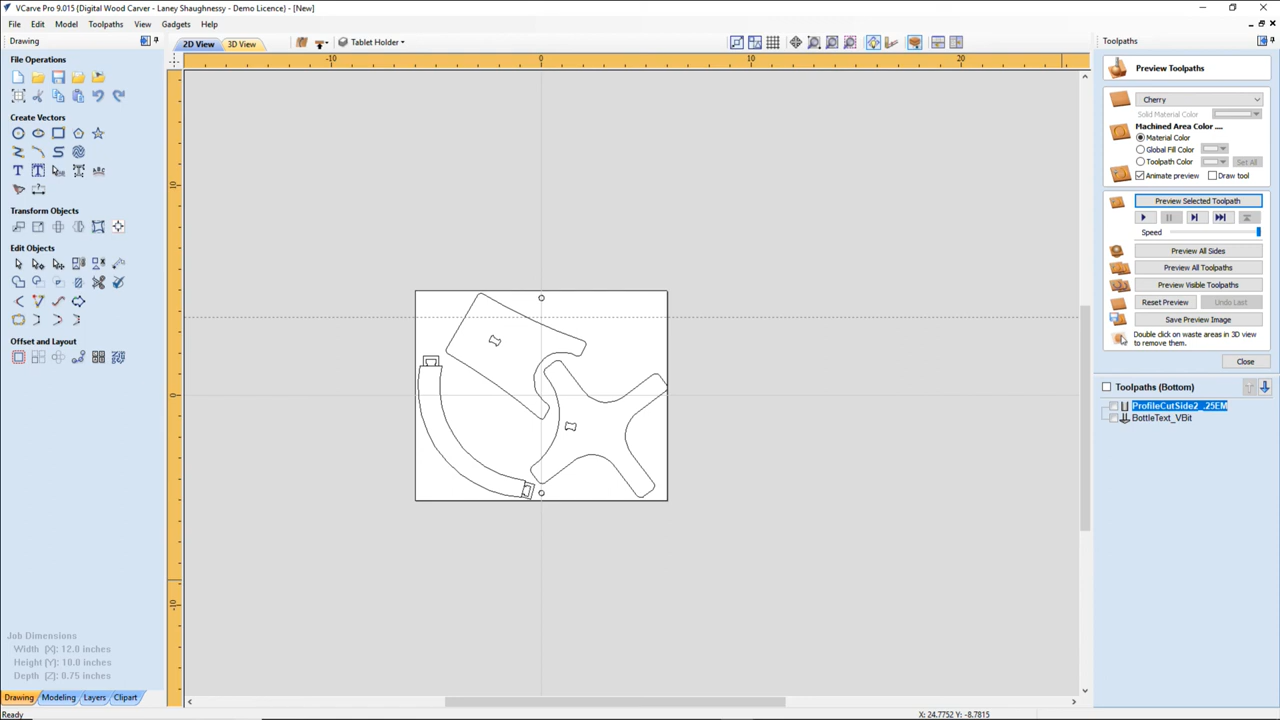 VCarve Pro 9.015 {Digital Wood Carver - Laney Shaughnessy - Demo Licence} - [New]
File Edit Model Toolpaths View Gadgets Help
Drawing
File Operations
Create Vectors
Transform Objects
Edit Objects
Offset and Layout
Job Dimensions
Width (X): 12.0 inches
Height (Y): 10.0 inches
Depth (Z): 0.75 inches
Drawing Modeling Layers Clipart
Ready
2D View 3D View Tablet Holder
-10 0 10 20
10
0
-10
X: 24.7752 Y: -8.7815
Toolpaths
Preview Toolpaths
Cherry
Solid Material Color
Machined Area Color ....
Material Color
Global Fill Color
Toolpath Color Set All
Animate preview Draw tool
Preview Selected Toolpath
Speed
Preview All Sides
Preview All Toolpaths
Preview Visible Toolpaths
Reset Preview Undo Last
Save Preview Image
Double click on waste areas in 3D view
to remove them.
Close
Toolpaths (Bottom)
ProfileCutSide2_.25EM
BottleText_VBit